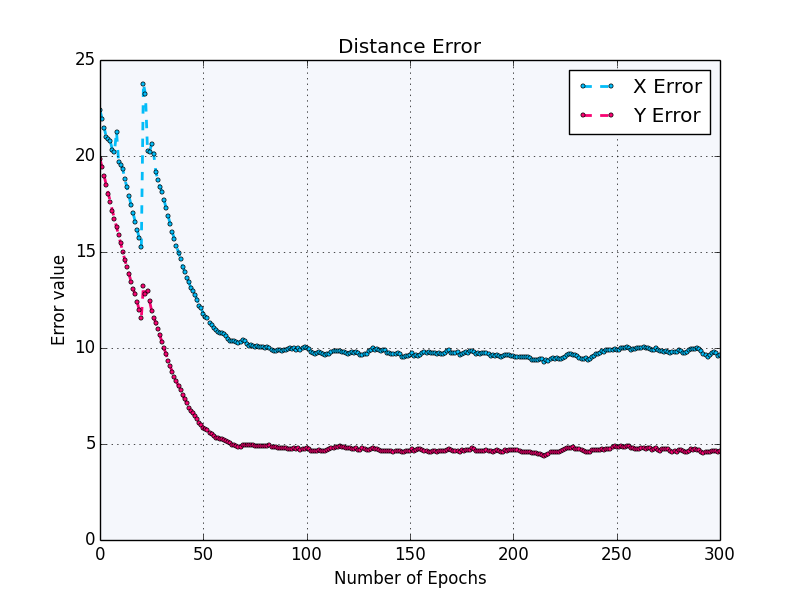 Distance Error
X Error
Y Error
25
20
15
10
5
0
Error value
0 50 100 150 200 250 300
Number of Epochs